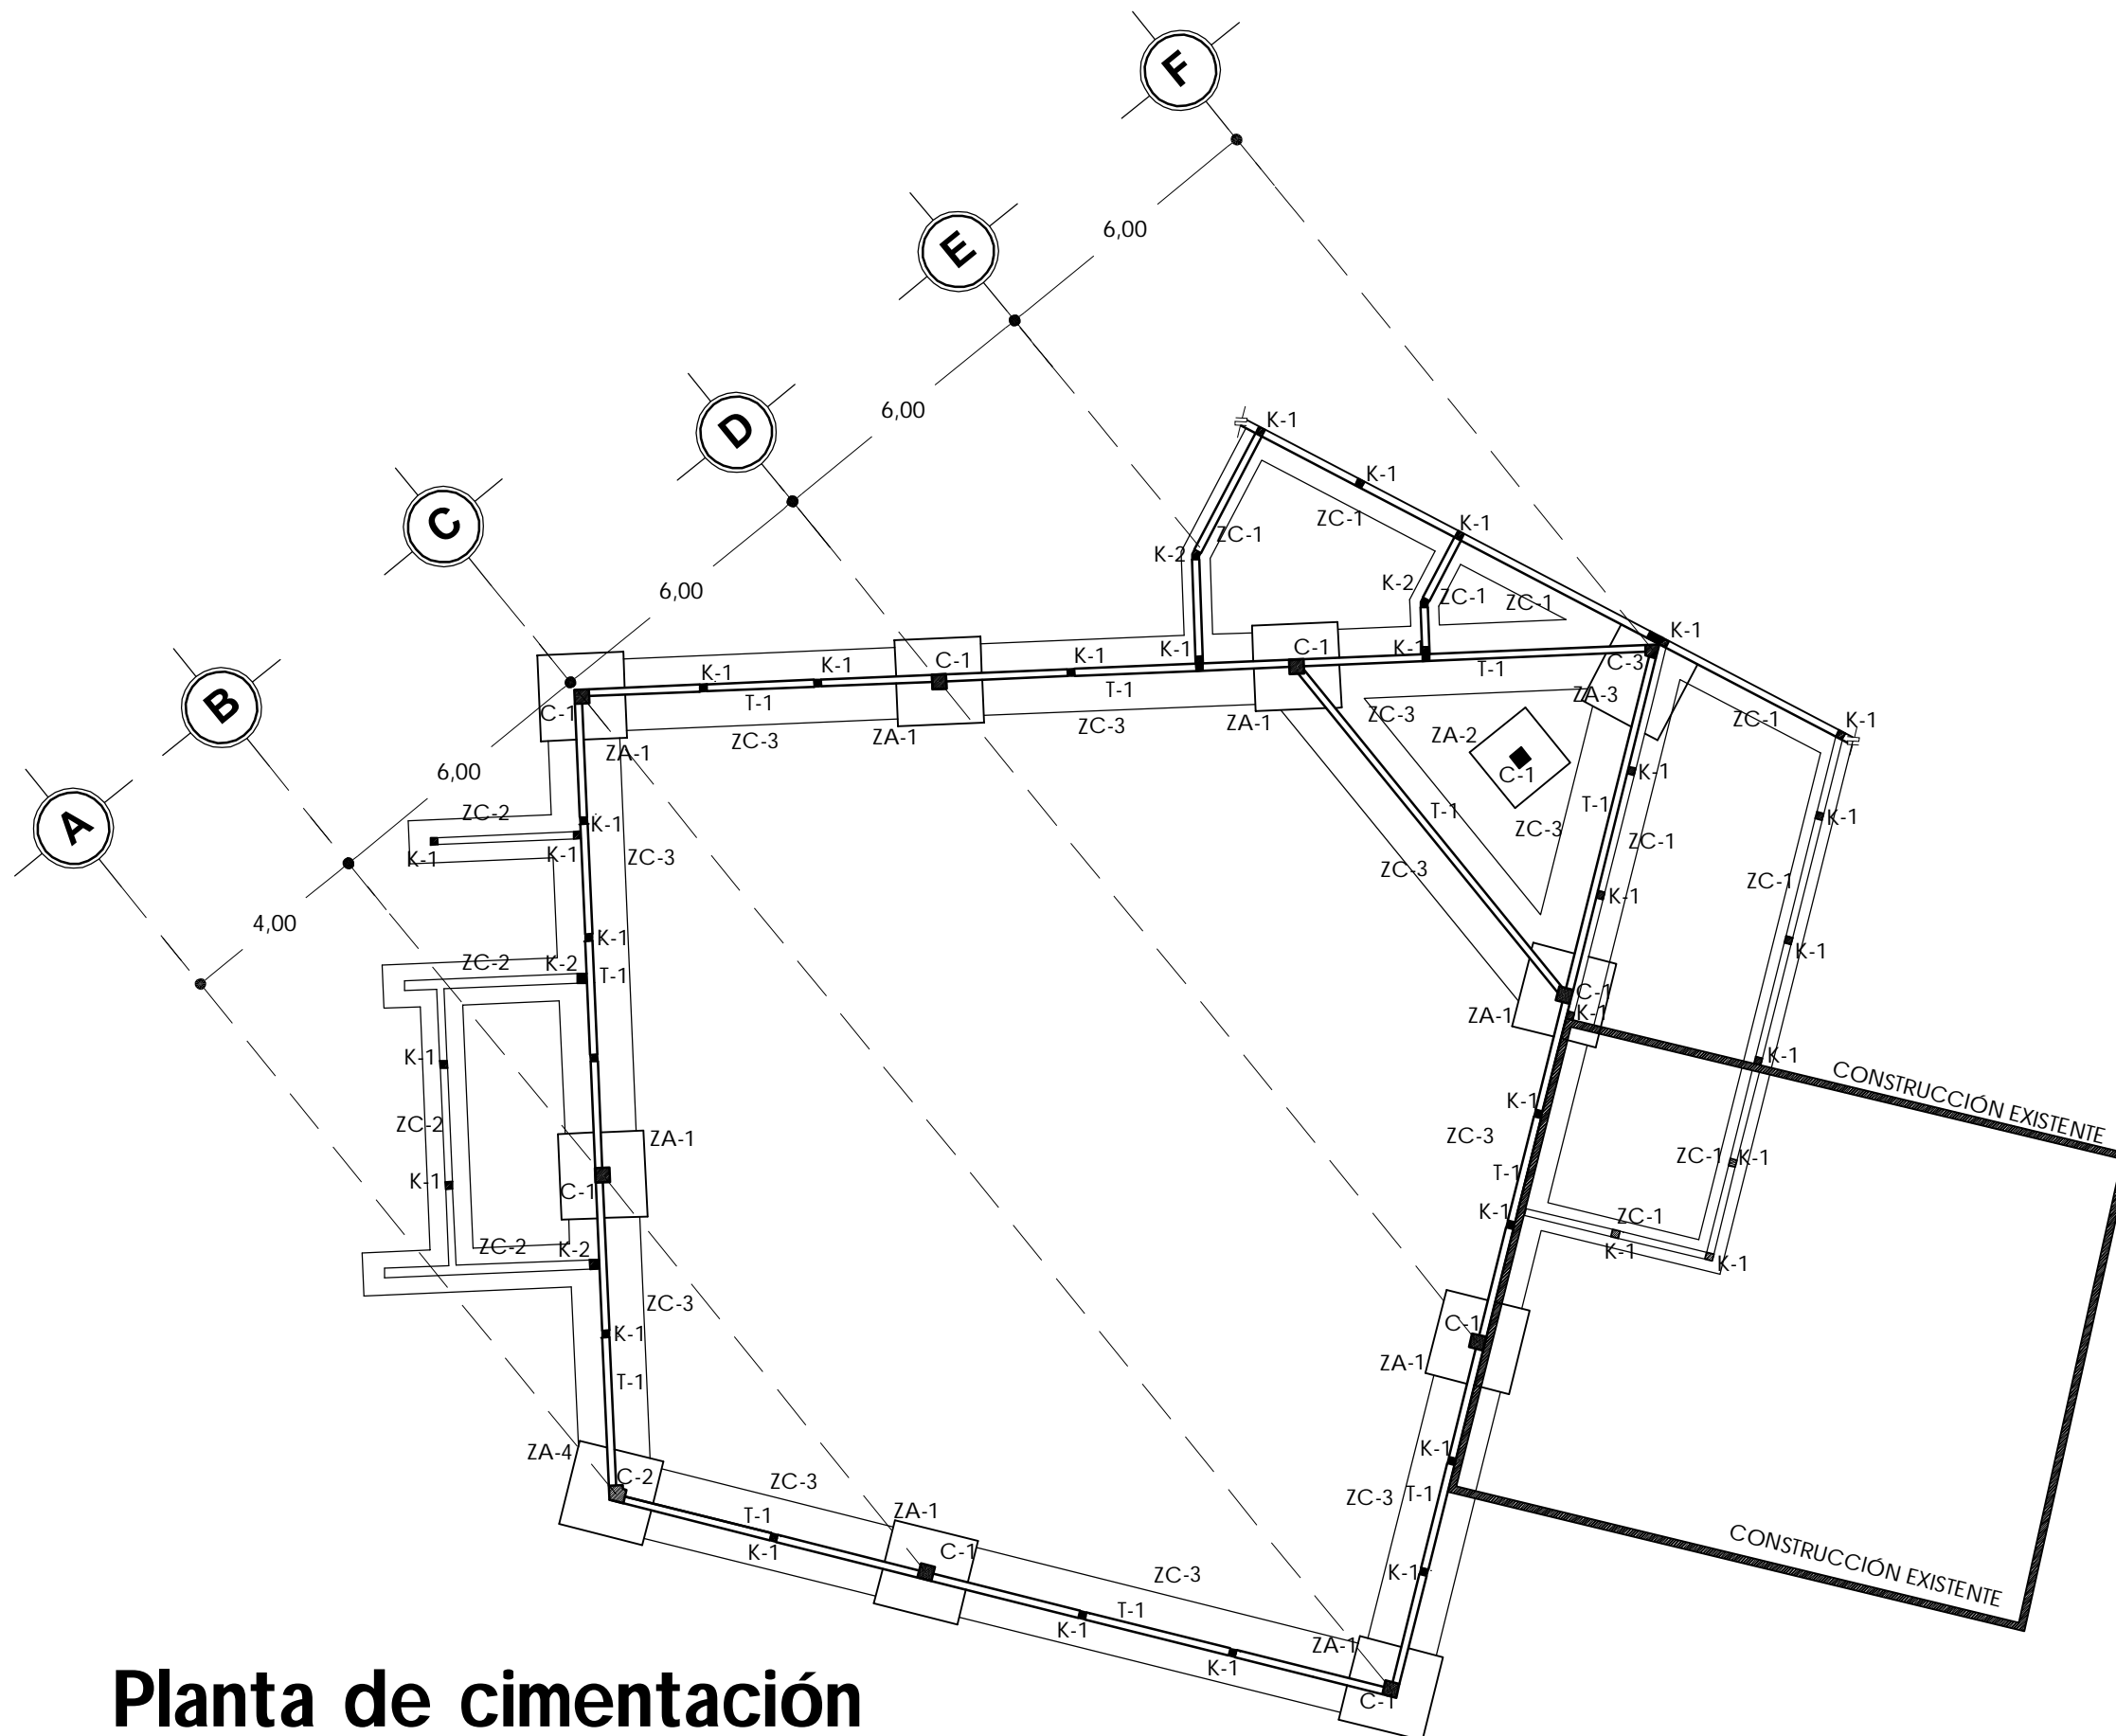 F
6,00
E
6,00
K-1
D
K-1
ZC-1
K-1
C
ZC-1
K-2
6,00
K-2
ZC-1
ZC-1
K-1
C-1
K-1
K-1
C-1
K-1
K-1
K-1
C-3
T-1
B
C-1
T-1
T-1
ZA-3
ZC-3
ZC-1
K-1
ZC-3
ZA-1
ZC-3
ZA-1
ZA-2
ZA-1
C-1
6,00
K-1
A
ZC-2
K-1
T-1
T-1
K-1
K-1
K-1
ZC-3
ZC-3
ZC-1
ZC-3
ZC-1
K-1
4,00
K-1
K-1
ZC-2
K-2
T-1
C-1
K-1
ZA-1
K-1
K-1
CONSTRUCCIÓN EXISTENTE
K-1
ZC-2
ZA-1
ZC-3
ZC-1
K-1
T-1
K-1
C-1
K-1
ZC-1
ZC-2
K-2
K-1
K-1
ZC-3
C-1
K-1
ZA-1
T-1
ZA-4
C-2
ZC-3
K-1
ZC-3
T-1
T-1
ZA-1
K-1
C-1
CONSTRUCCIÓN EXISTENTE
ZC-3
K-1
T-1
K-1
ZA-1
K-1
C-1
Planta de cimentación